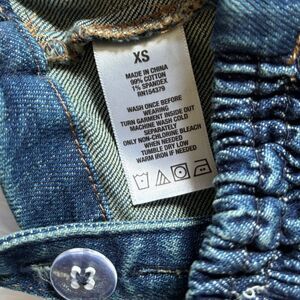 XS
MADE IN CHINA
99% COTTON
1% SPANDEX
RN154379
WASH ONCE BEFORE
WEARING
TURN GARMENT INSIDE OUT
MACHINE WASH COLD
SEPARATELY
ONLY NON-CHLORINE BLEACH
WHEN NEEDED
TUMBLE DRY LOW
WARM IRON IF NEEDED